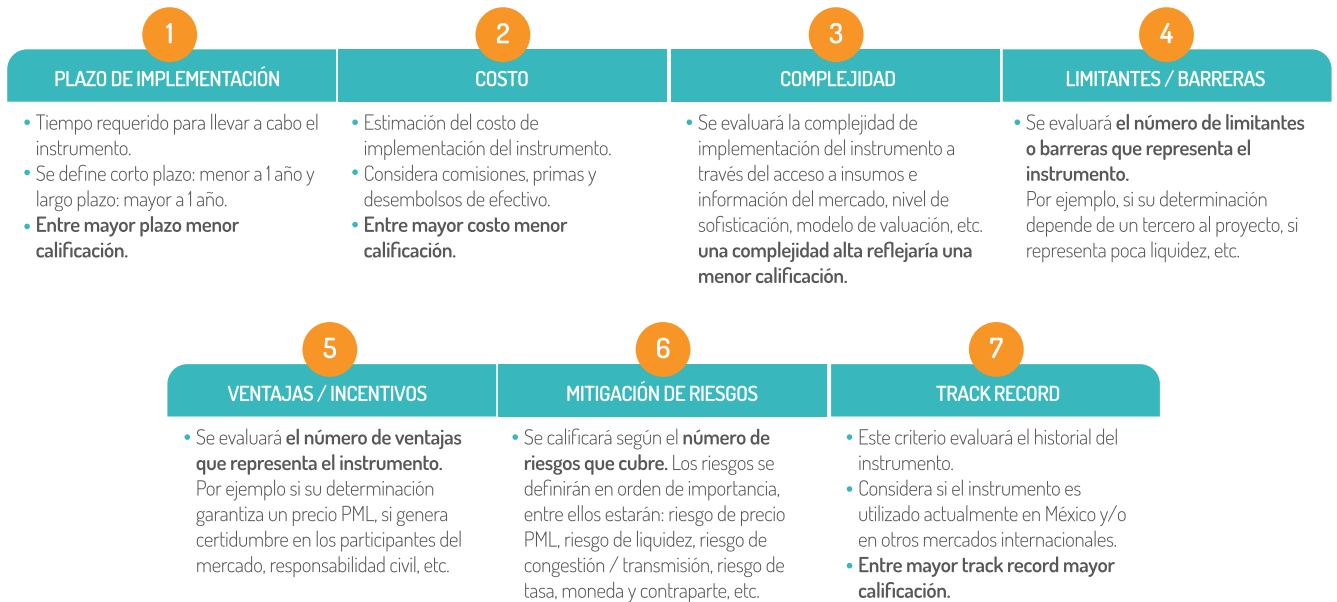 1
PLAZO DE IMPLEMENTACIÓN
• Tiempo requerido para llevar a cabo el
instrumento.
• Se define corto plazo: menor a 1 año y
largo plazo: mayor a 1 año.
• Entre mayor plazo menor
calificación.
2
COSTO
• Estimación del costo de
implementación del instrumento.
• Considera comisiones, primas y
desembolsos de efectivo.
• Entre mayor costo menor
calificación.
3
COMPLEJIDAD
• Se evaluará la complejidad de
implementación del instrumento a
través del acceso a insumos e
información del mercado, nivel de
sofisticación, modelo de valuación, etc.
una complejidad alta reflejaría una
menor calificación.
4
LIMITANTES / BARRERAS
• Se evaluará el número de limitantes
o barreras que representa el
instrumento.
Por ejemplo, si su determinación
depende de un tercero al proyecto, si
representa poca liquidez, etc.
5
VENTAJAS / INCENTIVOS
• Se evaluará el número de ventajas
que representa el instrumento.
Por ejemplo si su determinación
garantiza un precio PML, si genera
certidumbre en los participantes del
mercado, responsabilidad civil, etc.
6
MITIGACIÓN DE RIESGOS
• Se calificará según el número de
riesgos que cubre. Los riesgos se
definirán en orden de importancia,
entre ellos estarán: riesgo de precio
PML, riesgo de liquidez, riesgo de
congestión / transmisión, riesgo de
tasa, moneda y contraparte, etc.
7
TRACK RECORD
• Este criterio evaluará el historial del
instrumento.
• Considera si el instrumento es
utilizado actualmente en México y/o
en otros mercados internacionales.
• Entre mayor track record mayor
calificación.